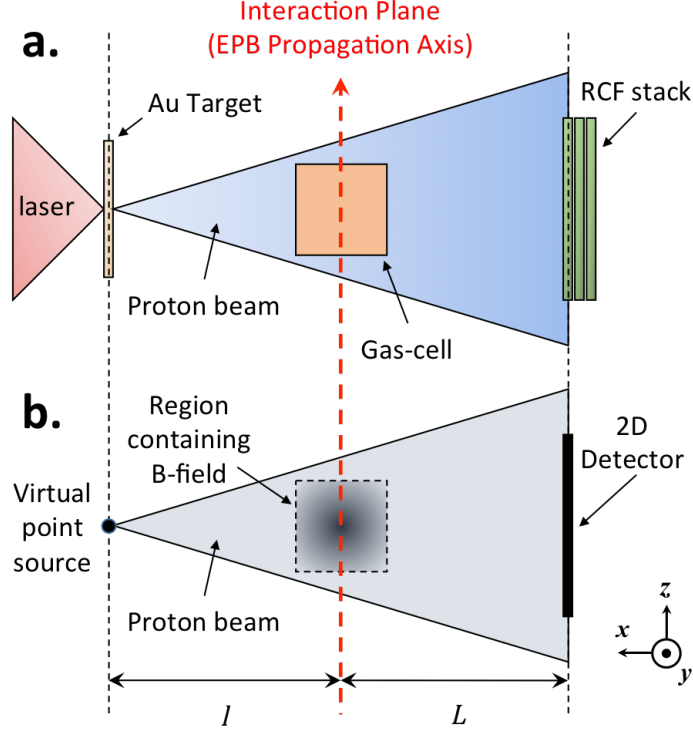 Interaction Plane
(EPB Propagation Axis)
a.
Au Target
RCF stack
laser
Proton beam
Gas-cell
b.
Region
containing
B-field
2D
Detector
Virtual
point
source
Proton beam
z
x
y
l
L